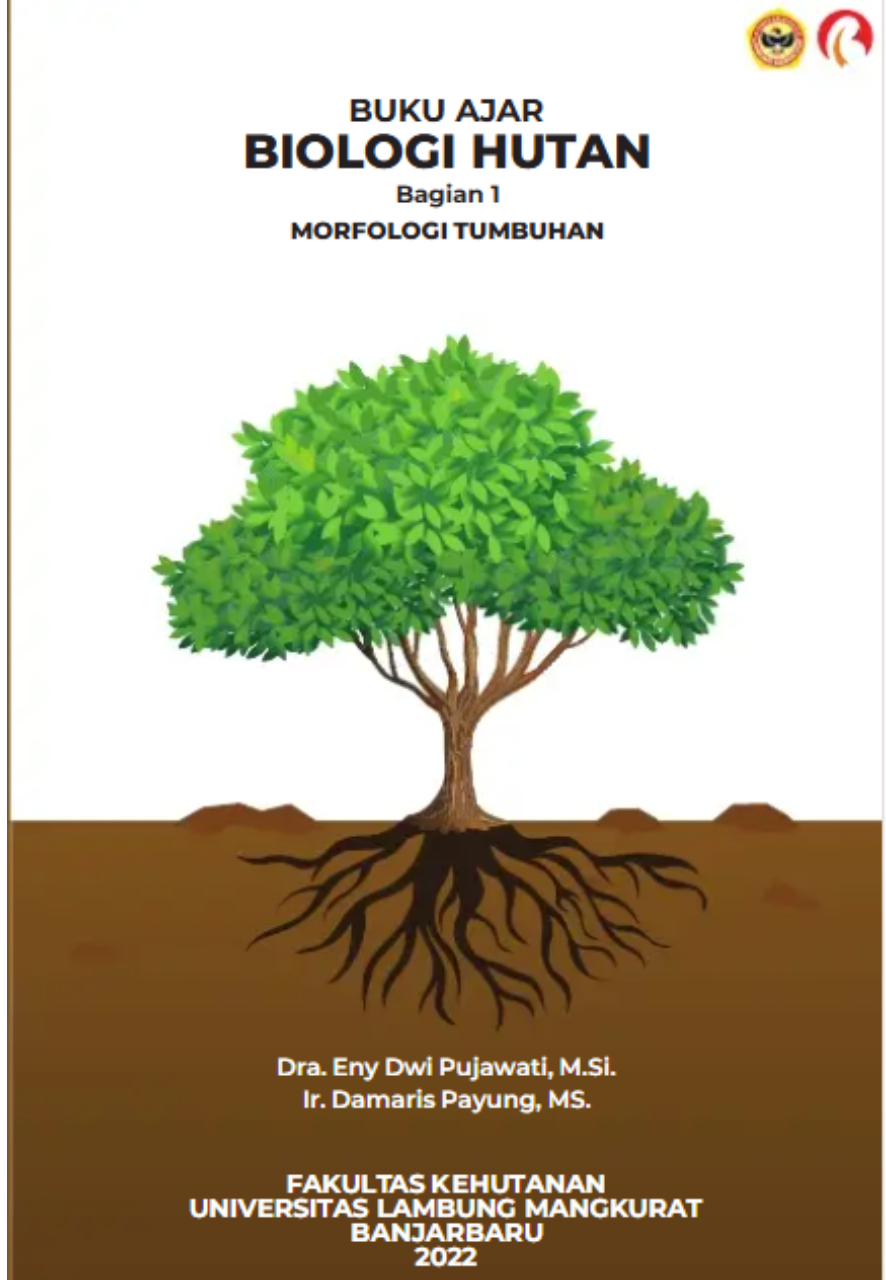 BUKU AJAR
BIOLOGI HUTAN
Bagian 1
MORFOLOGI TUMBUHAN
Dra. Eny Dwi Pujawati, M.Si.
Ir. Damaris Payung, MS.
FAKULTAS KEHUTANAN
UNIVERSITAS LAMBUNG MANGKURAT
BANJARBARU
2022